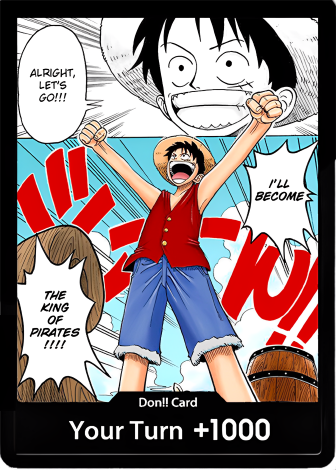 ALRIGHT,
LET'S
GO!!!
I'LL
BECOME
THE
KING
OF
PIRATES
!!!!
Don!! Card
Your Turn +1000